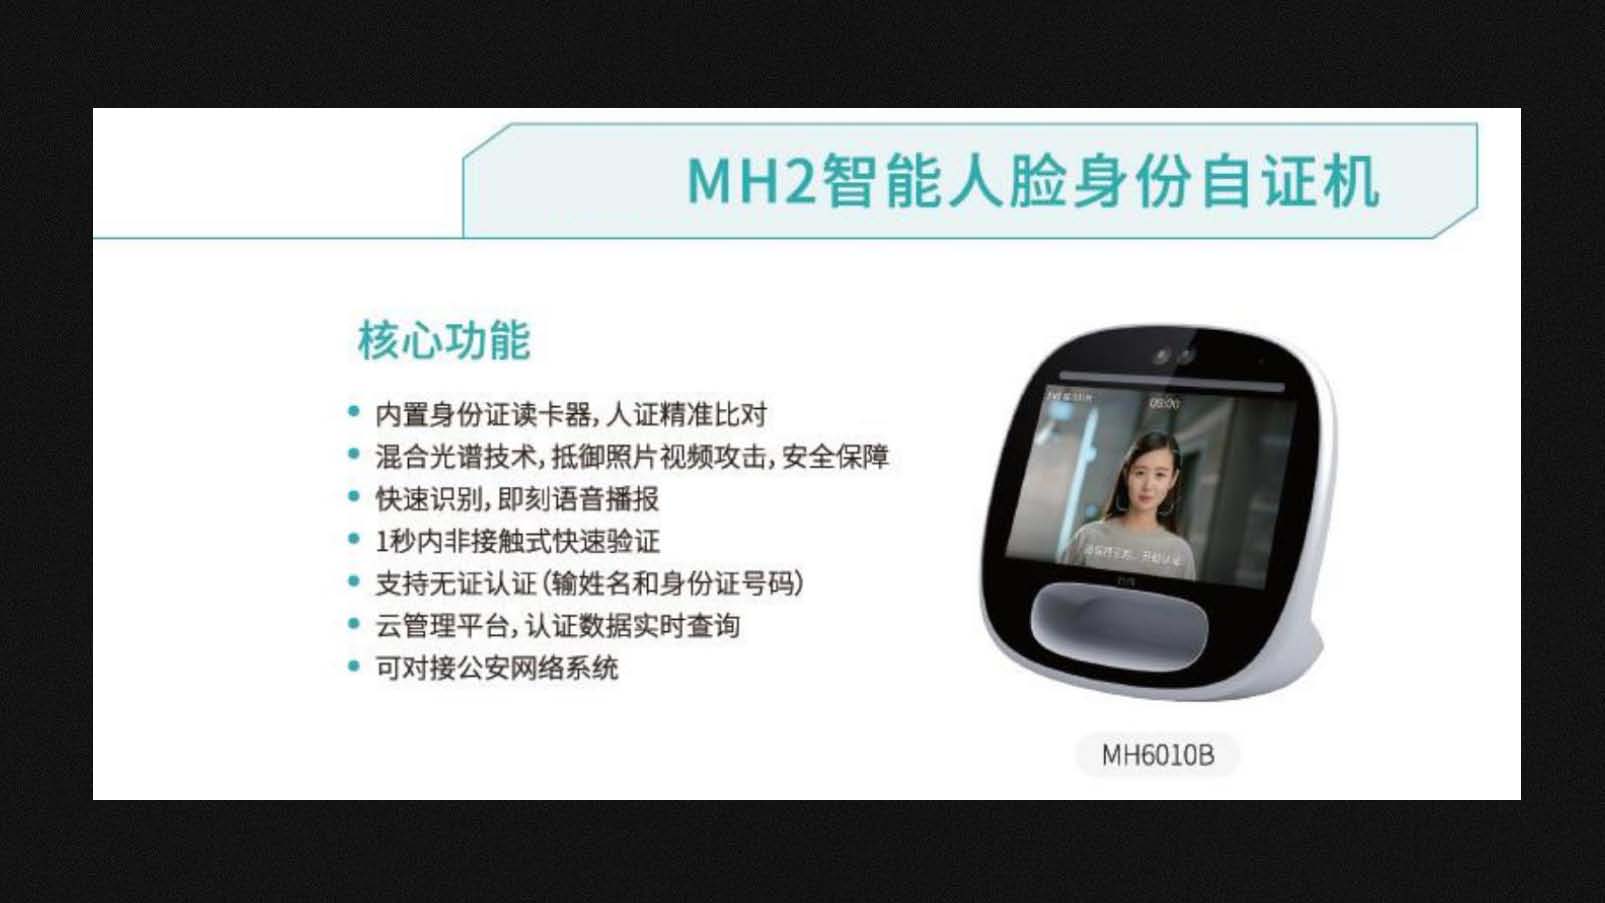 MH2智能人脸身份自证机
核心功能
内置身份证读卡器,人证精准比对
混合光谱技术,抵御照片视频攻击,安全保障
快速识别,即刻语音播报
1秒内非接触式快速验证
支持无证认证(输姓名和身份证号码)
云管理平台,认证数据实时查询
可对接公安网络系统
09:00
MH6010B